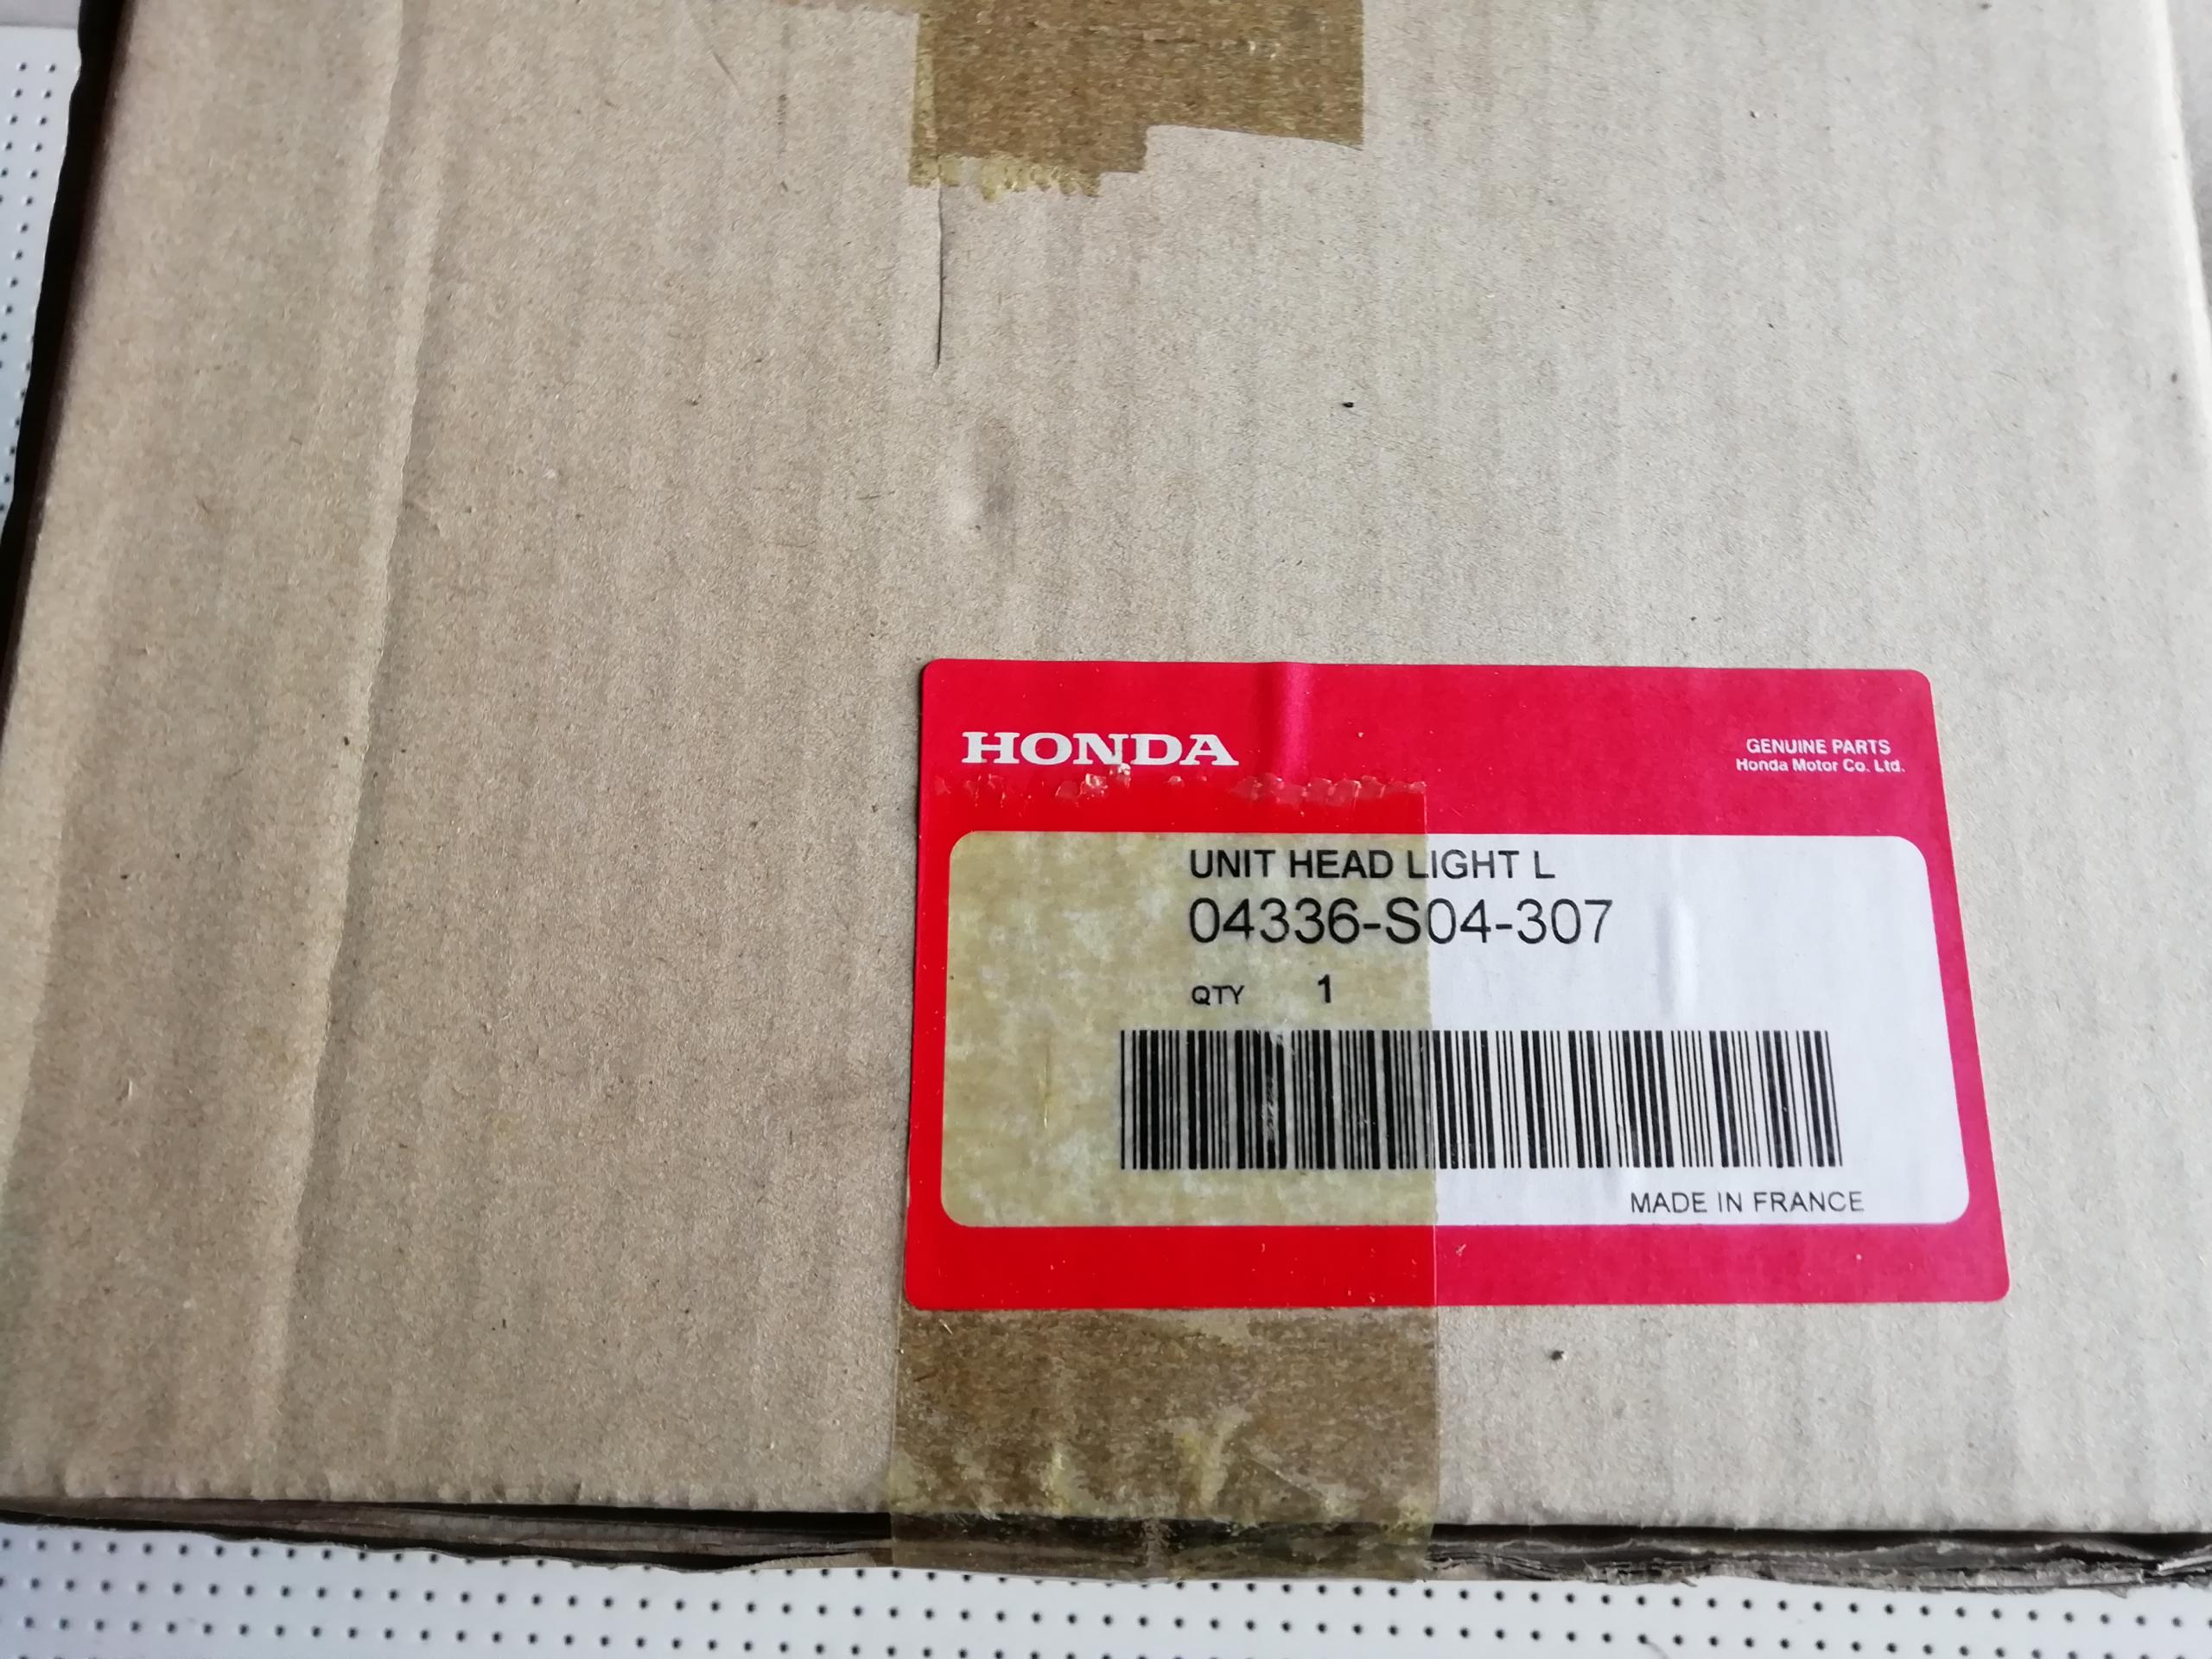 HONDA
GENUINE PARTS
Honda Motor Co. Ltd.
UNIT HEAD LIGHT L
04336-S04-307
QTY 1
MADE IN FRANCE